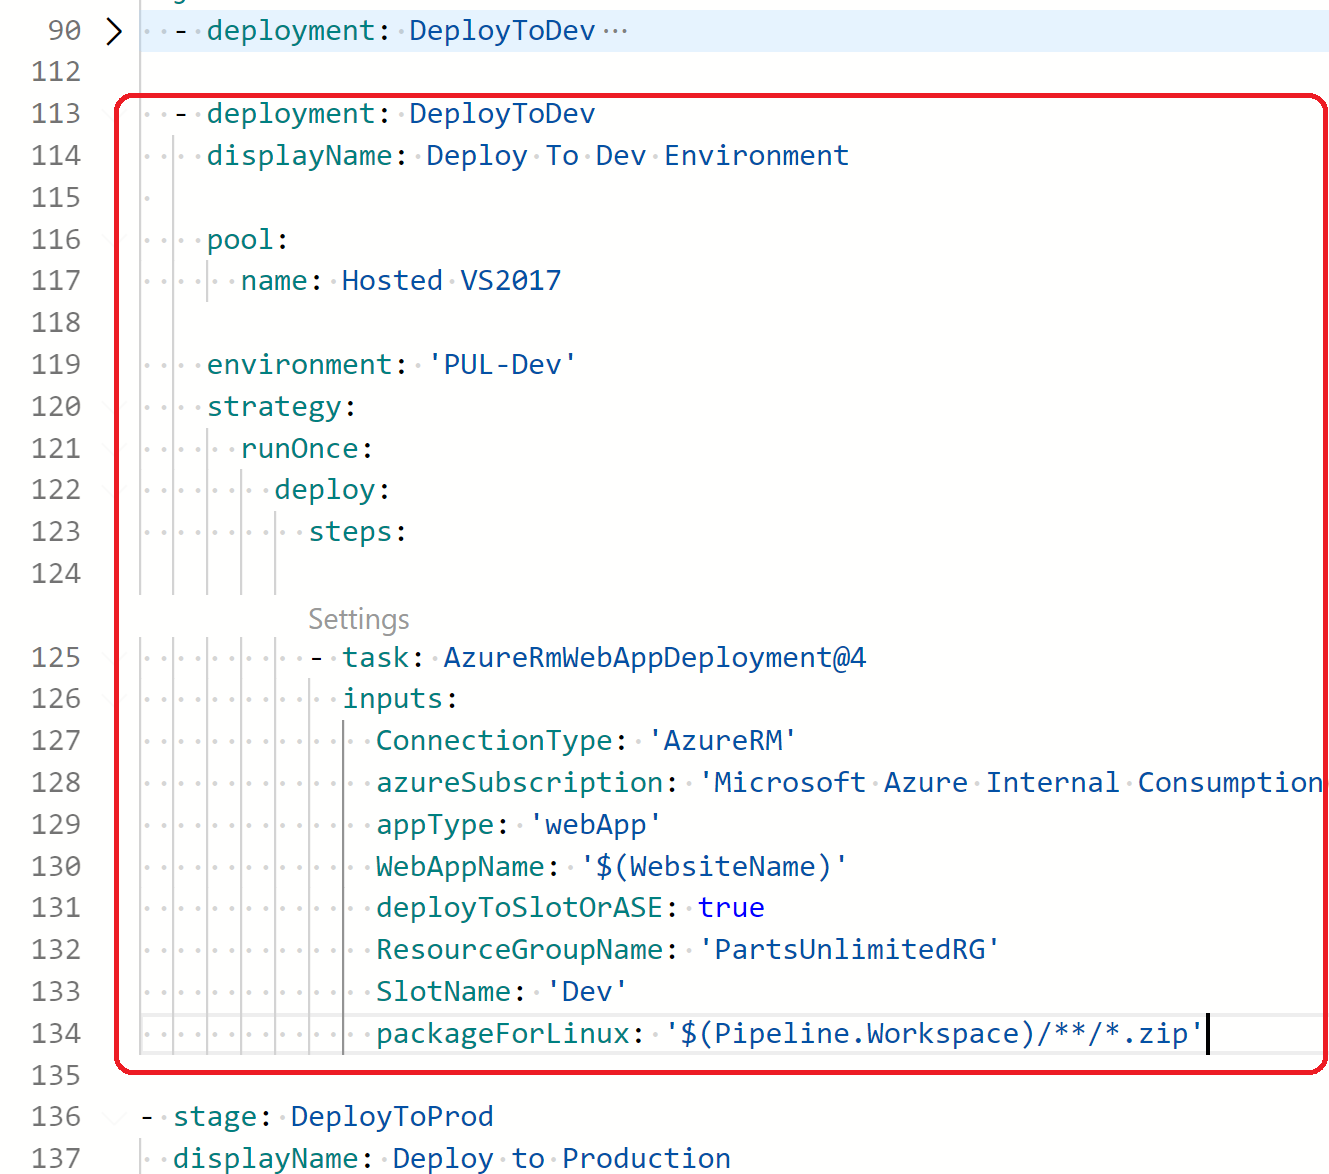 90 > - deployment: DeployToDev···
112
113 - deployment: DeployToDev
114 displayName: Deploy To Dev Environment
115
116 pool:
117 name: Hosted VS2017
118
119 environment: 'PUL-Dev'
120 strategy:
121 runOnce:
122 deploy:
123 steps:
124
Settings
125 - task: AzureRmWebAppDeployment@4
126 inputs:
127 ConnectionType: 'AzureRM'
128 azureSubscription: 'Microsoft Azure Internal Consumption
129 appType: 'webApp'
130 WebAppName: '$(WebsiteName)'
131 deployToSlotOrASE: true
132 ResourceGroupName: 'PartsUnlimitedRG'
133 SlotName: 'Dev'
134 packageForLinux: '$(Pipeline.Workspace)/**/*.zip'
135
136 - stage: DeployToProd
137 displayName: Deploy to Production